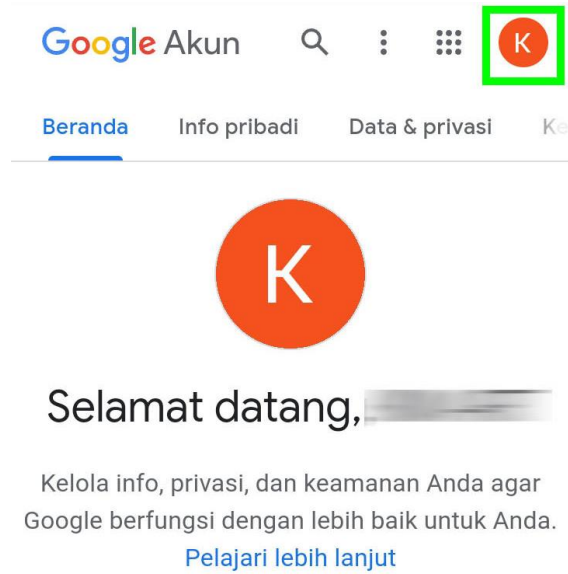 Google Akun K
Beranda Info pribadi Data & privasi Ke
K
Selamat datang,
Kelola info, privasi, dan keamanan Anda agar
Google berfungsi dengan lebih baik untuk Anda.
Pelajari lebih lanjut